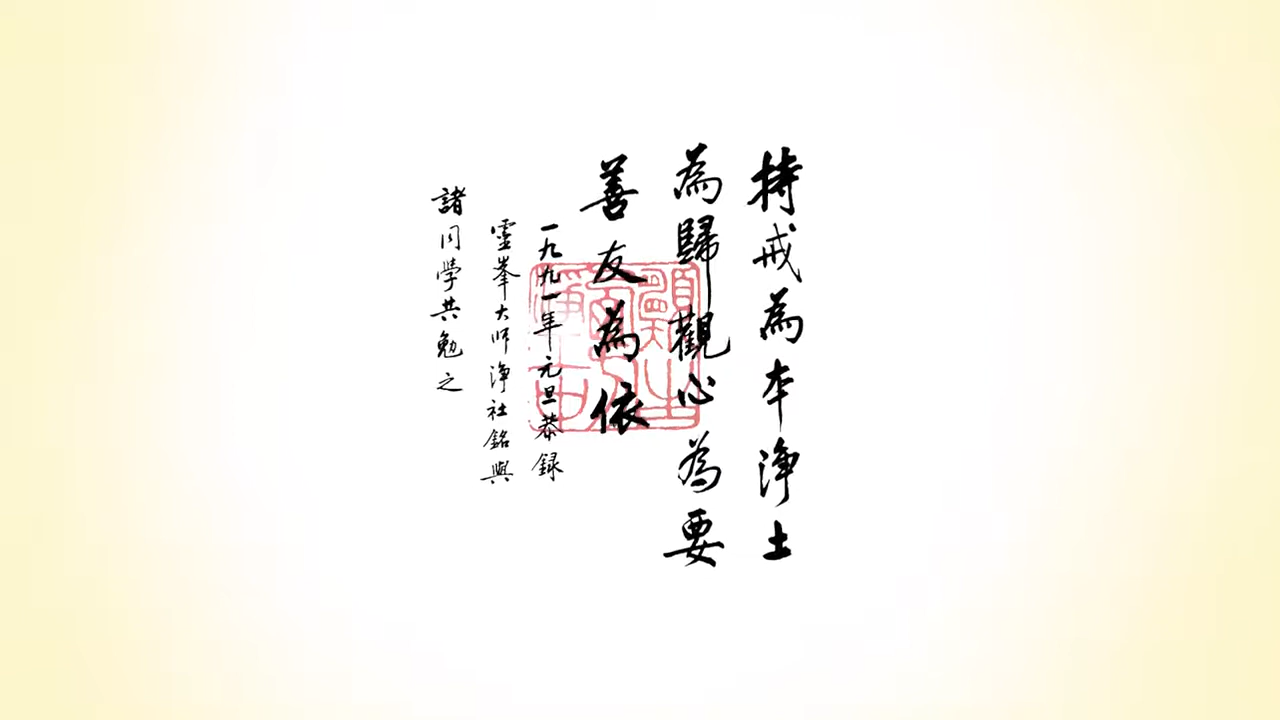 持戒為本淨土
為歸觀心為要
善友為依
一九九一年元旦恭録
靈峯大師淨社銘與
諸同學共勉之